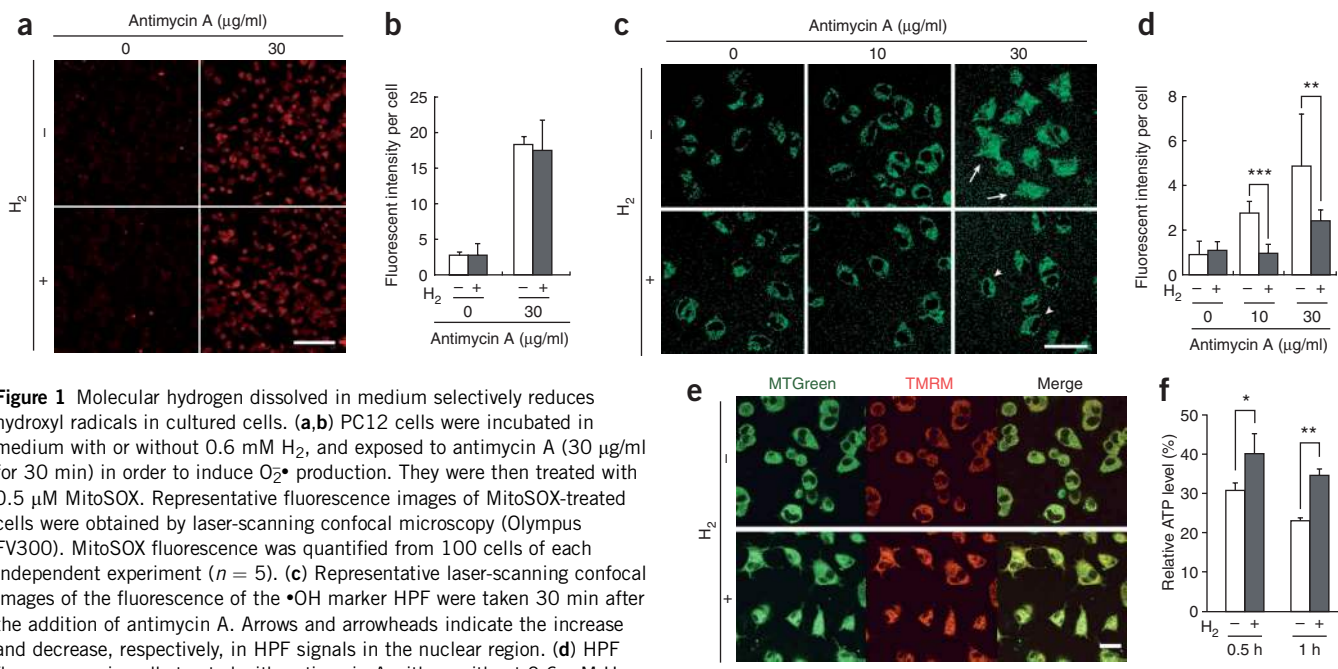 a
Antimycin A (μg/ml)
0 30
H2
–
+
b
Fluorescent intensity per cell
25
20
15
10
5
0
H2 – + – +
0 30
Antimycin A (μg/ml)
c
Antimycin A (μg/ml)
0 10 30
H2
–
+
d
Fluorescent intensity per cell
8
6
4
2
0
*** **
H2 – + – + – +
0 10 30
Antimycin A (μg/ml)
Figure 1 Molecular hydrogen dissolved in medium selectively reduces
hydroxyl radicals in cultured cells. (a,b) PC12 cells were incubated in
medium with or without 0.6 mM H2, and exposed to antimycin A (30 μg/ml
for 30 min) in order to induce O2–• production. They were then treated with
0.5 μM MitoSOX. Representative fluorescence images of MitoSOX-treated
cells were obtained by laser-scanning confocal microscopy (Olympus
FV300). MitoSOX fluorescence was quantified from 100 cells of each
independent experiment (n = 5). (c) Representative laser-scanning confocal
images of the fluorescence of the •OH marker HPF were taken 30 min after
the addition of antimycin A. Arrows and arrowheads indicate the increase
and decrease, respectively, in HPF signals in the nuclear region. (d) HPF
e
MTGreen TMRM Merge
H2
–
+
f
Relative ATP level (%)
50
40
30
20
10
0
* **
H2 – + – +
0.5 h 1 h